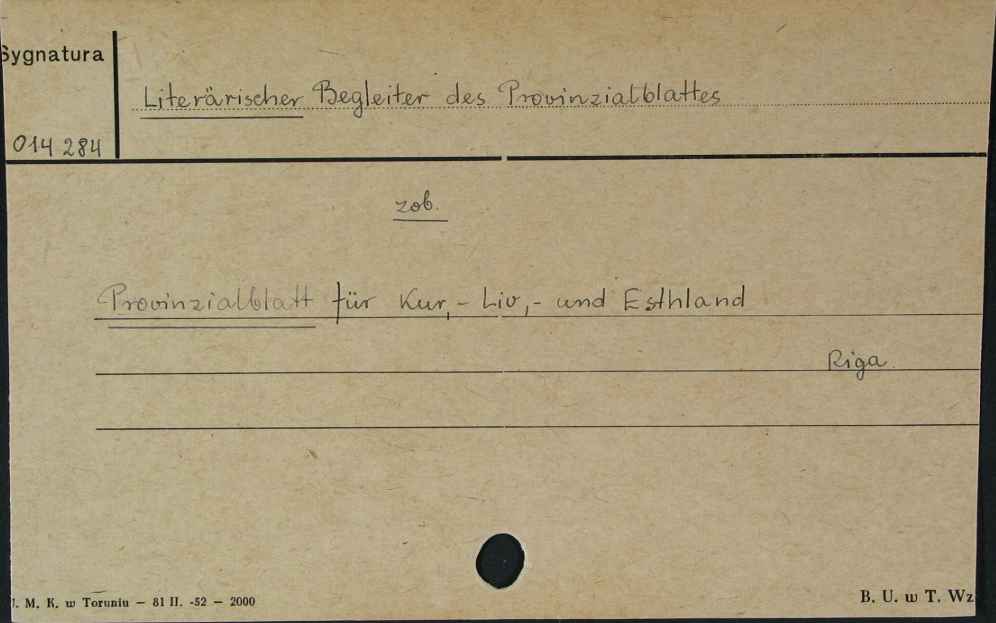 Sygnatura
Literärischer Begleiter des Provinzialblattes
014 284
zob.
Provinzialblatt für Kur,- Liv,- und Esthland
Riga.
. M. K. w Toruniu — 81 II. -52 — 2000
B. U. w T. Wz